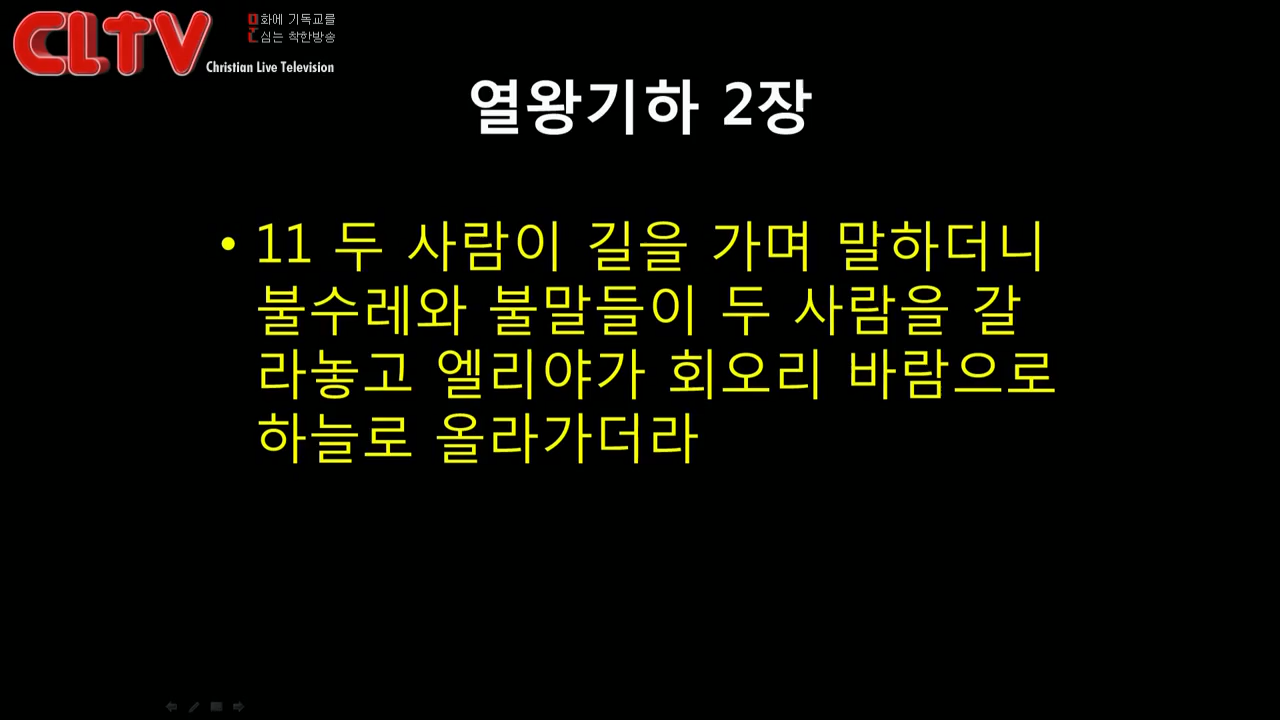 CLTV
문화에 기독교를
심는 착한방송
Christian Live Television
열왕기하 2장
• 11 두 사람이 길을 가며 말하더니
불수레와 불말들이 두 사람을 갈
라놓고 엘리야가 회오리 바람으로
하늘로 올라가더라